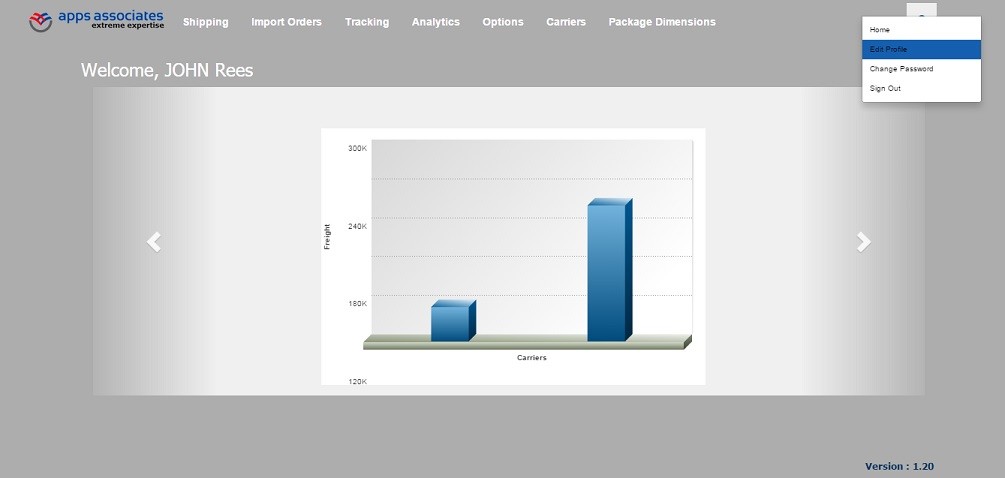 apps associates
extreme expertise
Shipping Import Orders Tracking Analytics Options Carriers Package Dimensions
Home
Edit Profile
Change Password
Sign Out
Welcome, JOHN Rees
300K
240K
Freight
180K
Carriers
120K
Version : 1.20